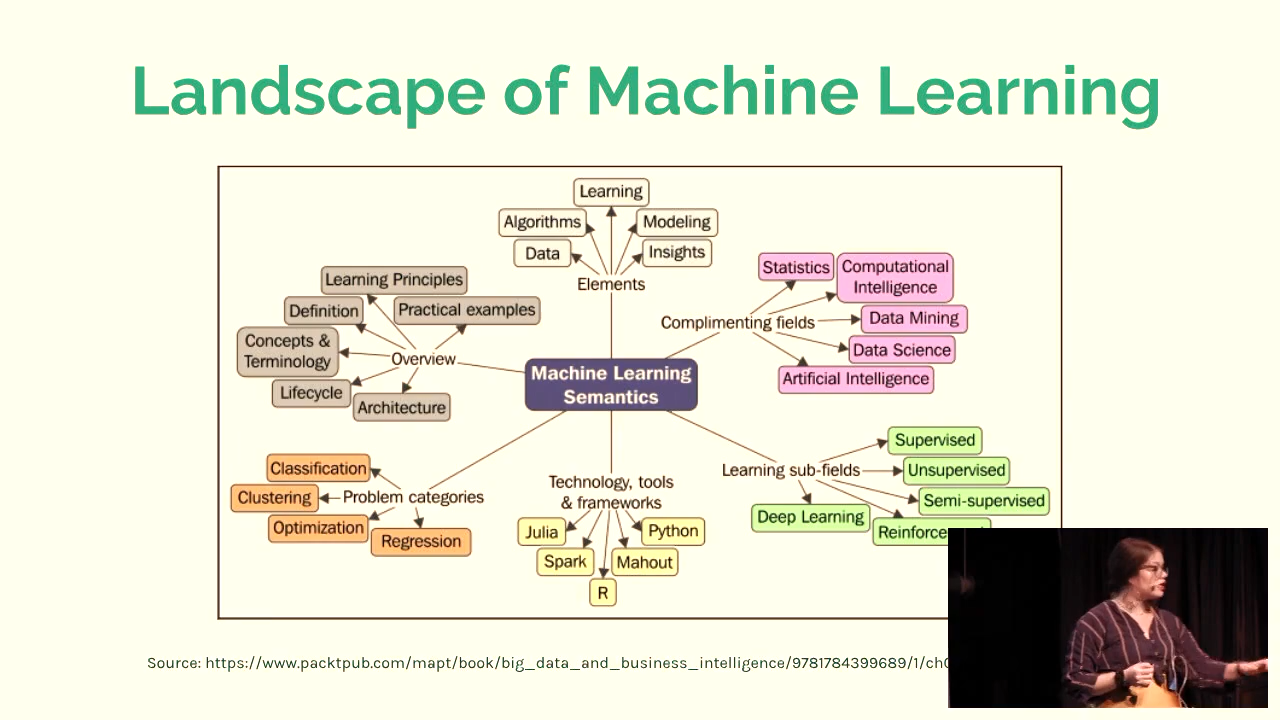 Landscape of Machine Learning
Learning
Algorithms
Modeling
Data
Insights
Elements
Learning Principles
Definition
Practical examples
Concepts &
Terminology
Overview
Lifecycle
Architecture
Statistics
Computational
Intelligence
Complimenting fields
Data Mining
Data Science
Artificial Intelligence
Machine Learning
Semantics
Classification
Clustering
Problem categories
Optimization
Regression
Technology, tools
& frameworks
Julia
Python
Spark
Mahout
R
Learning sub-fields
Supervised
Unsupervised
Semi-supervised
Deep Learning
Source: https://www.packtpub.com/mapt/book/big_data_and_business_intelligence/9781784399689/1/ch